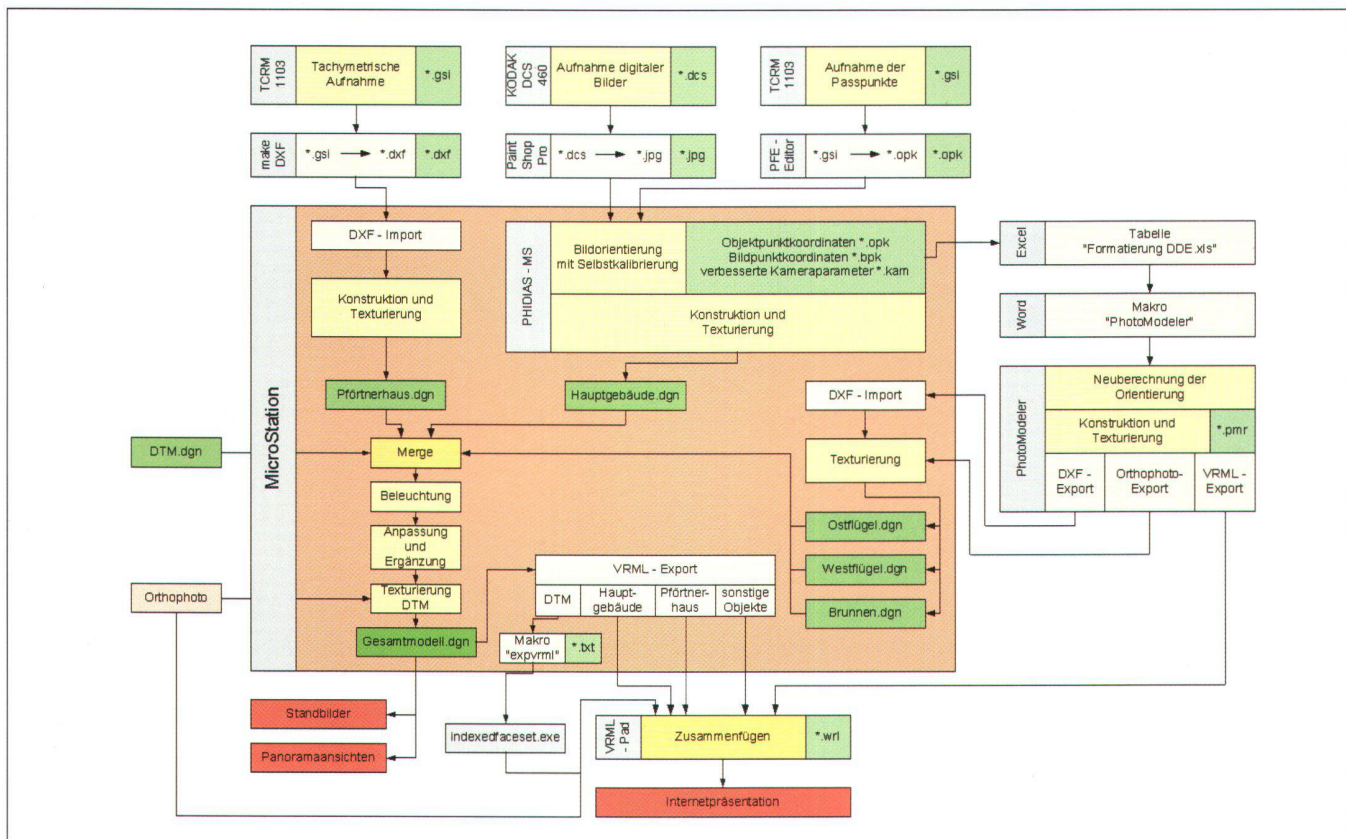 TCRM
1103
Tachymetrische
Aufnahme
*.gsi
KODAK
DCS
460
Aufnahme digitaler
Bilder
*.dcs
TCRM
1103
Aufnahme der
Passpunkte
*.gsi
make
DXF
*.gsi
*.dxf
*.dxf
Paint
Shop
Pro
*.dcs
*.jpg
*.jpg
PFE -
Editor
*.gsi
*.opk
*.opk
MicroStation
DXF - Import
Konstruktion und
Texturierung
Pförtnerhaus.dgn
PHIDIAS - MS
Bildorientierung
mit Selbstkalibrierung
Objektpunktkoordinaten *.opk
Bildpunktkoordinaten *.bpk
verbesserte Kameraparameter *.kam
Konstruktion und
Texturierung
Hauptgebäude.dgn
Excel
Tabelle
"Formatierung DDE.xls"
Word
Makro
"PhotoModeler"
PhotoModeler
Neuberechnung der
Orientierung
Konstruktion und
Texturierung
*.pmr
DXF -
Export
Orthophoto-
Export
VRML -
Export
DXF - Import
Texturierung
Ostflügel.dgn
Westflügel.dgn
Brunnen.dgn
DTM.dgn
Merge
Beleuchtung
Anpassung
und
Ergänzung
Orthophoto
Texturierung
DTM
Gesamtmodell.dgn
VRML - Export
DTM
Haupt-
gebäude
Pförtner-
haus
sonstige
Objekte
Makro
"expvrml"
*.txt
Standbilder
Panoramaansichten
indexedfaceset.exe
VRML
- Pad
Zusammenfügen
*.wrl
Internetpräsentation